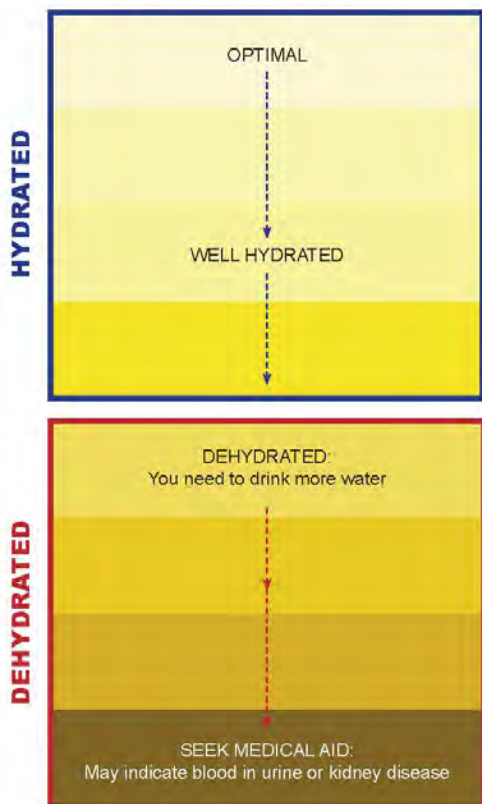 HYDRATED
OPTIMAL
WELL HYDRATED
DEHYDRATED
DEHYDRATED:
You need to drink more water
SEEK MEDICAL AID:
May indicate blood in urine or kidney disease